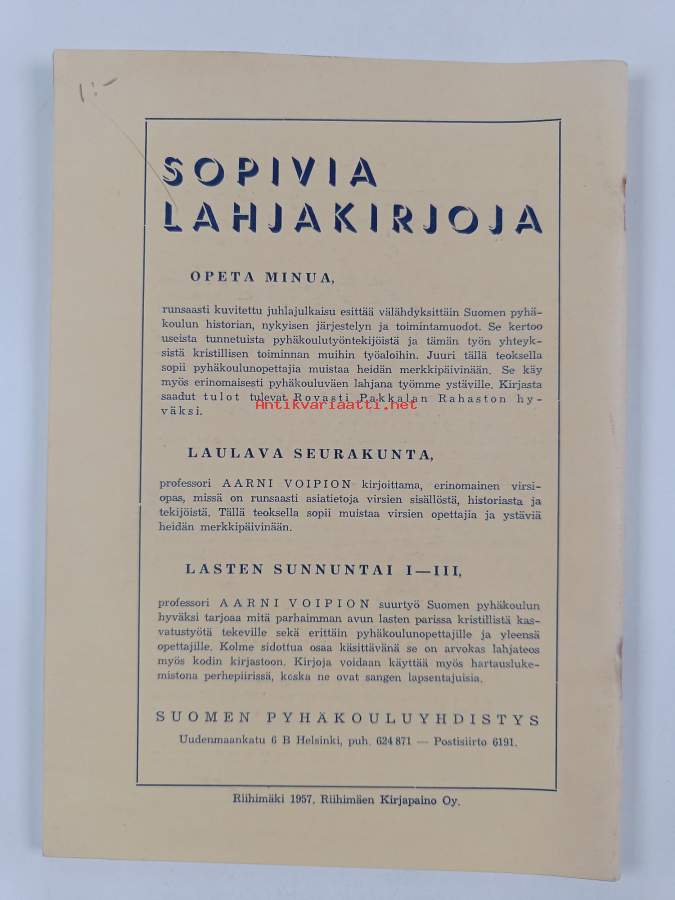 1:-
SOPIVIA
LAHJAKIRJOJA
OPETA MINUA,
runsaasti kuvitettu juhlajulkaisu esittää välähdyksittäin Suomen pyhä-
koulun historian, nykyisen järjestelyn ja toimintamuodot. Se kertoo
useista tunnetuista pyhäkoulutyöntekijöistä ja tämän työn yhteyk-
sistä kristillisen toiminnan muihin työaloihin. Juuri tällä teoksella
sopii pyhäkoulunopettajia muistaa heidän merkkipäivinään. Se käy
myös erinomaisesti pyhäkouluväen lahjana työmme ystäville. Kirjasta
saadut tulot tulevat Rovasti Pakkalan Rahaston hy-
väksi.
Antikvariaatti.net
LAULAVA SEURAKUNTA,
professori AARNI VOIPION kirjoittama, erinomainen virsi-
opas, missä on runsaasti asiatietoja virsien sisällöstä, historiasta ja
tekijöistä. Tällä teoksella sopii muistaa virsien opettajia ja ystäviä
heidän merkkipäivinään.
LASTEN SUNNUNTAI I—III,
professori AARNI VOIPION suurtyö Suomen pyhäkoulun
hyväksi tarjoaa mitä parhaimman avun lasten parissa kristillistä kas-
vatustyötä tekeville sekä erittäin pyhäkoulunopettajille ja yleensä
opettajille. Kolme sidottua osaa käsittävänä se on arvokas lahjateos
myös kodin kirjastoon. Kirjoja voidaan käyttää myös hartausluke-
mistona perhepiirissä, koska ne ovat sangen lapsentajuisia.
SUOMEN PYHÄKOULUYHDISTYS
Uudenmaankatu 6 B Helsinki, puh. 624 871 — Postisiirto 6191.
Riihimäki 1957. Riihimäen Kirjapaino Oy.